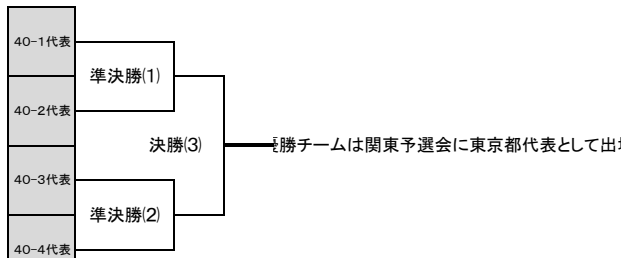 40-1代表
準決勝(1)
40-2代表
決勝(3)
勝チームは関東予選会に東京都代表として出
40-3代表
準決勝(2)
40-4代表